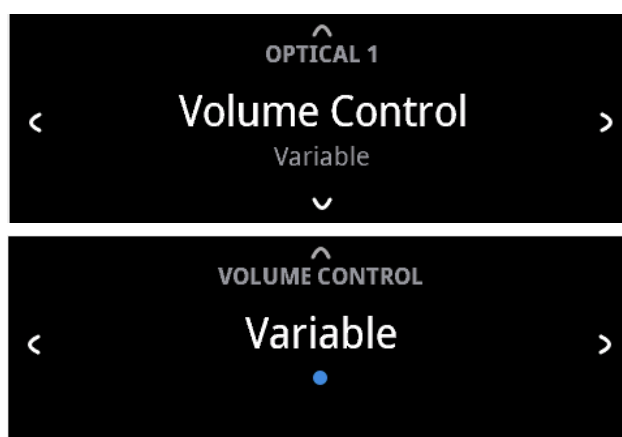 OPTICAL 1
Volume Control
Variable
VOLUME CONTROL
Variable